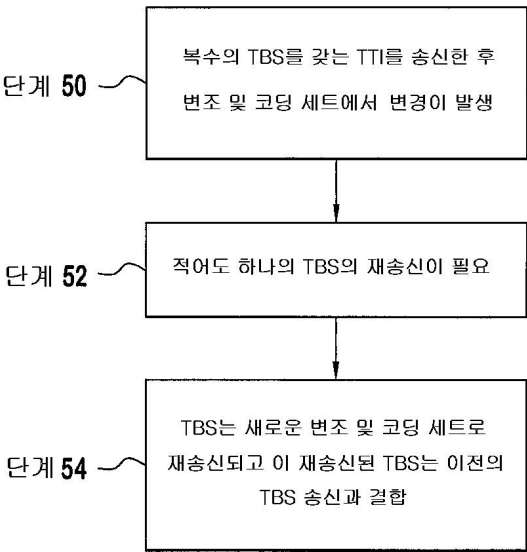 단계 50
복수의 TBS를 갖는 TTI를 송신한 후
변조 및 코딩 세트에서 변경이 발생
단계 52
적어도 하나의 TBS의 재송신이 필요
단계 54
TBS는 새로운 변조 및 코딩 세트로
재송신되고 이 재송신된 TBS는 이전의
TBS 송신과 결합